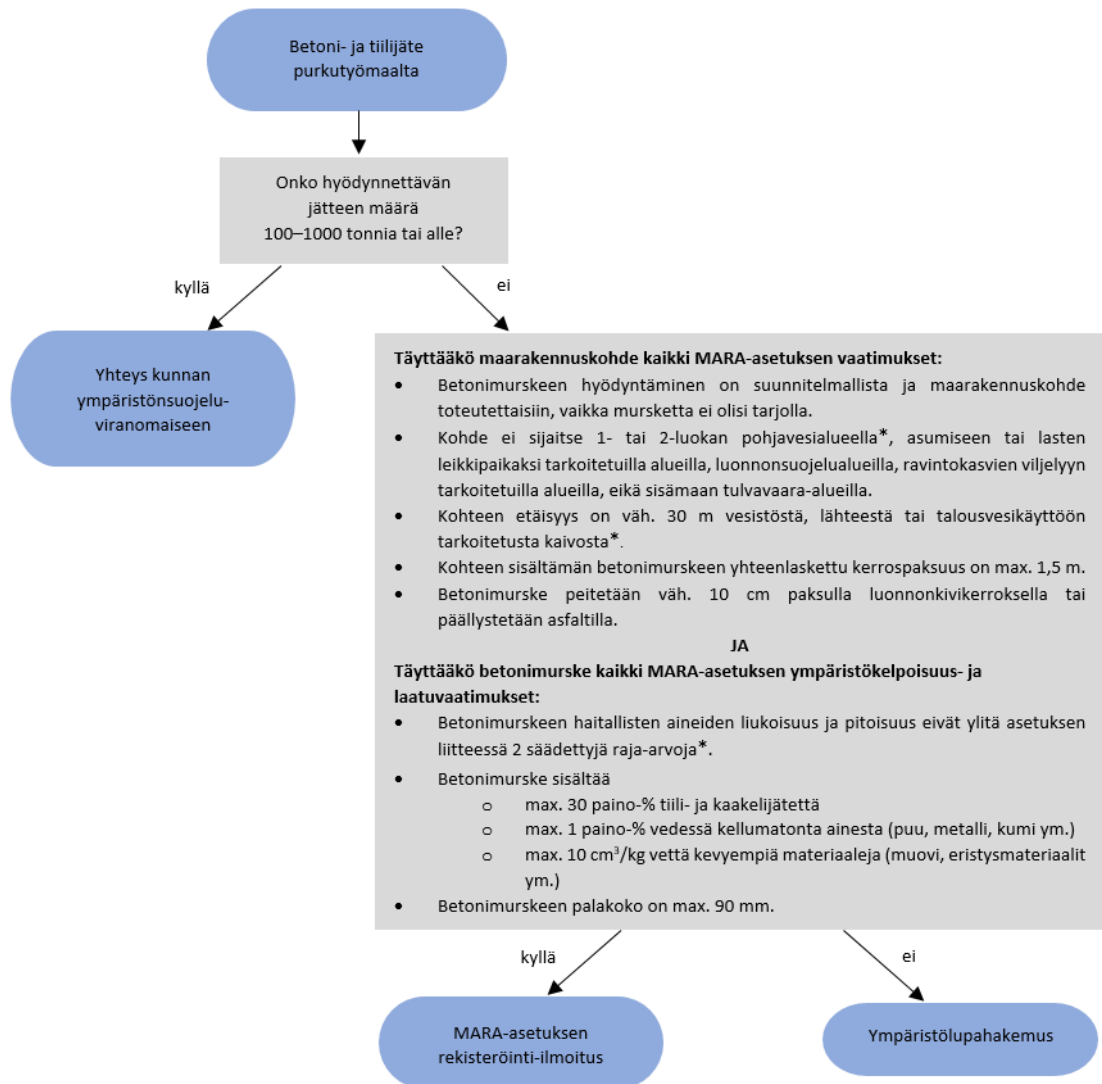 Betoni- ja tiilijäte
purkutyömaalta
Onko hyödynnettävän
jätteen määrä
100–1000 tonnia tai alle?
kyllä
ei
Yhteys kunnan
ympäristönsuojelu-
viranomaiseen
Täyttääkö maarakennuskohde kaikki MARA-asetuksen vaatimukset:
• Betonimurskeen hyödyntäminen on suunnitelmallista ja maarakennuskohde
toteutettaisiin, vaikka mursketta ei olisi tarjolla.
• Kohde ei sijaitse 1- tai 2-luokan pohjavesialueella*, asumiseen tai lasten
leikkipaikaksi tarkoitetuilla alueilla, luonnonsuojelualueilla, ravintokasvien viljelyyn
tarkoitetuilla alueilla, eikä sisämaan tulvavaara-alueilla.
• Kohteen etäisyys on väh. 30 m vesistöstä, lähteestä tai talousvesikäyttöön
tarkoitetusta kaivosta*.
• Kohteen sisältämän betonimurskeen yhteenlaskettu kerrospaksuus on max. 1,5 m.
• Betonimurske peitetään väh. 10 cm paksulla luonnonkivikerroksella tai
päällystetään asfaltilla.
JA
Täyttääkö betonimurske kaikki MARA-asetuksen ympäristökelpoisuus- ja
laatuvaatimukset:
• Betonimurskeen haitallisten aineiden liukoisuus ja pitoisuus eivät ylitä asetuksen
liitteessä 2 säädettyjä raja-arvoja*.
• Betonimurske sisältää
o max. 30 paino-% tiili- ja kaakelijätettä
o max. 1 paino-% vedessä kellumatonta ainesta (puu, metalli, kumi ym.)
o max. 10 cm³/kg vettä kevyempiä materiaaleja (muovi, eristysmateriaalit
ym.)
• Betonimurskeen palakoko on max. 90 mm.
kyllä
ei
MARA-asetuksen
rekisteröinti-ilmoitus
Ympäristölupahakemus